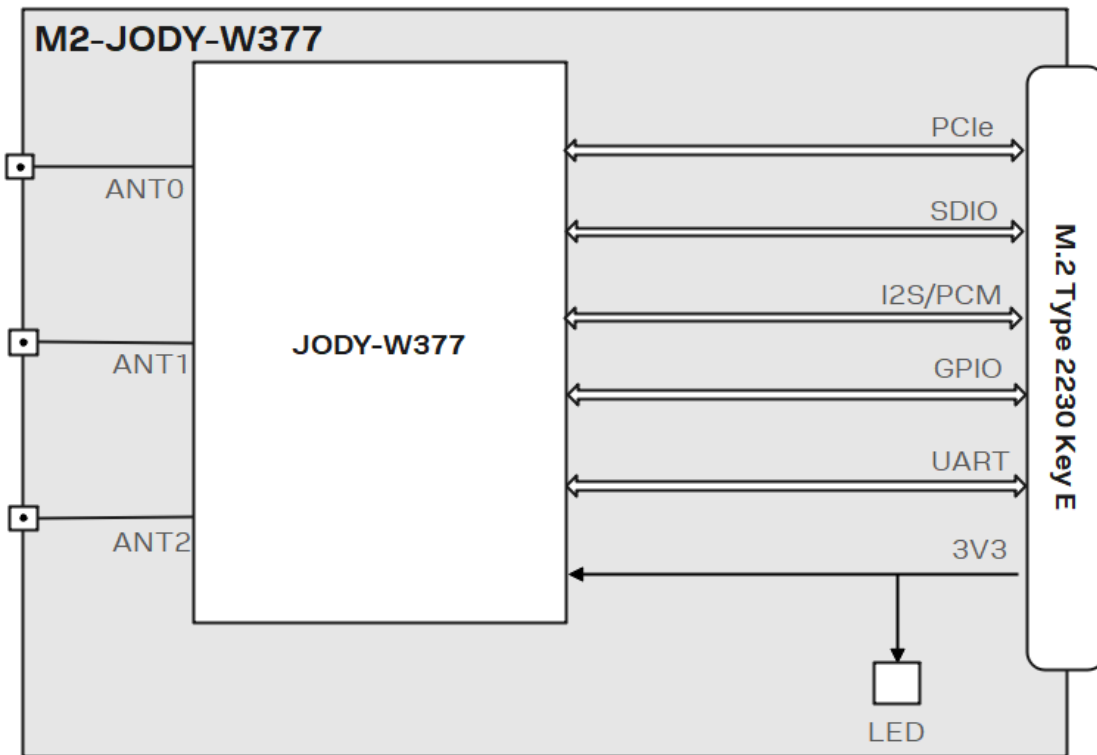 M2-JODY-W377
PCIe
ANT0
SDIO
I2S/PCM
JODY-W377
ANT1
GPIO
UART
ANT2
3V3
LED
M.2 Type 2230 Key E